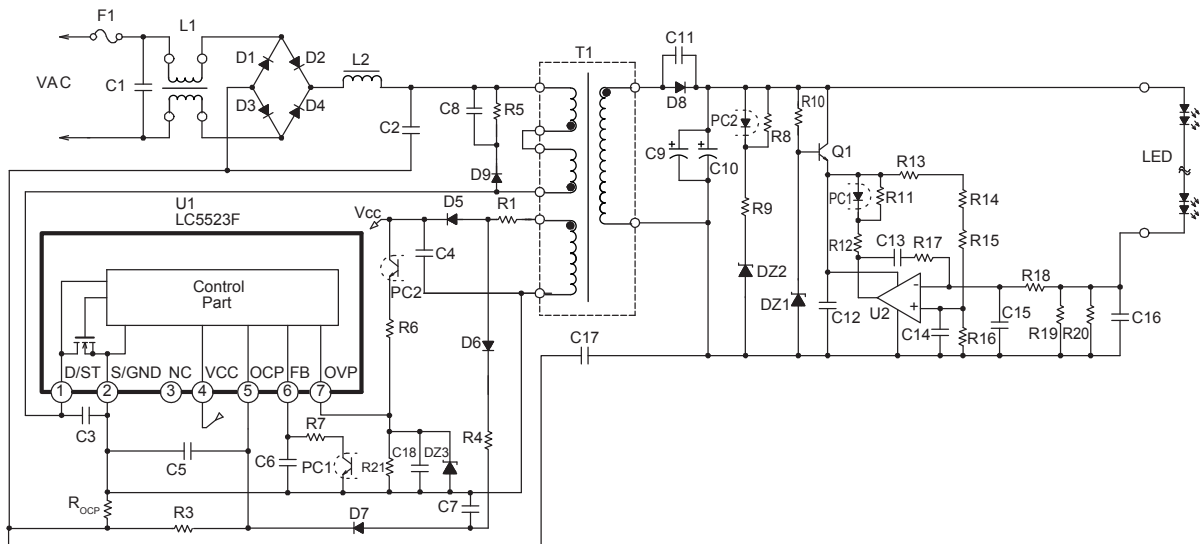 F1
L1
VAC
C1
D1
D2
D3
D4
L2
C2
C8
R5
D9
T1
C11
D8
C9
+
C10
+
PC2
R8
R9
DZ2
R10
DZ1
Q1
PC1
R11
R12
R13
R14
R15
C13
R17
U2
-
+
C12
C14
R16
C15
R18
R19
R20
C16
LED
U1
LC5523F
Control
Part
D/ST
S/GND
NC
VCC
OCP
FB
OVP
1
2
3
4
5
6
7
Vcc
D5
R1
C4
PC2
R6
D6
C17
C3
C5
R7
C6
PC1
R21
C18
DZ3
R4
C7
ROCP
R3
D7